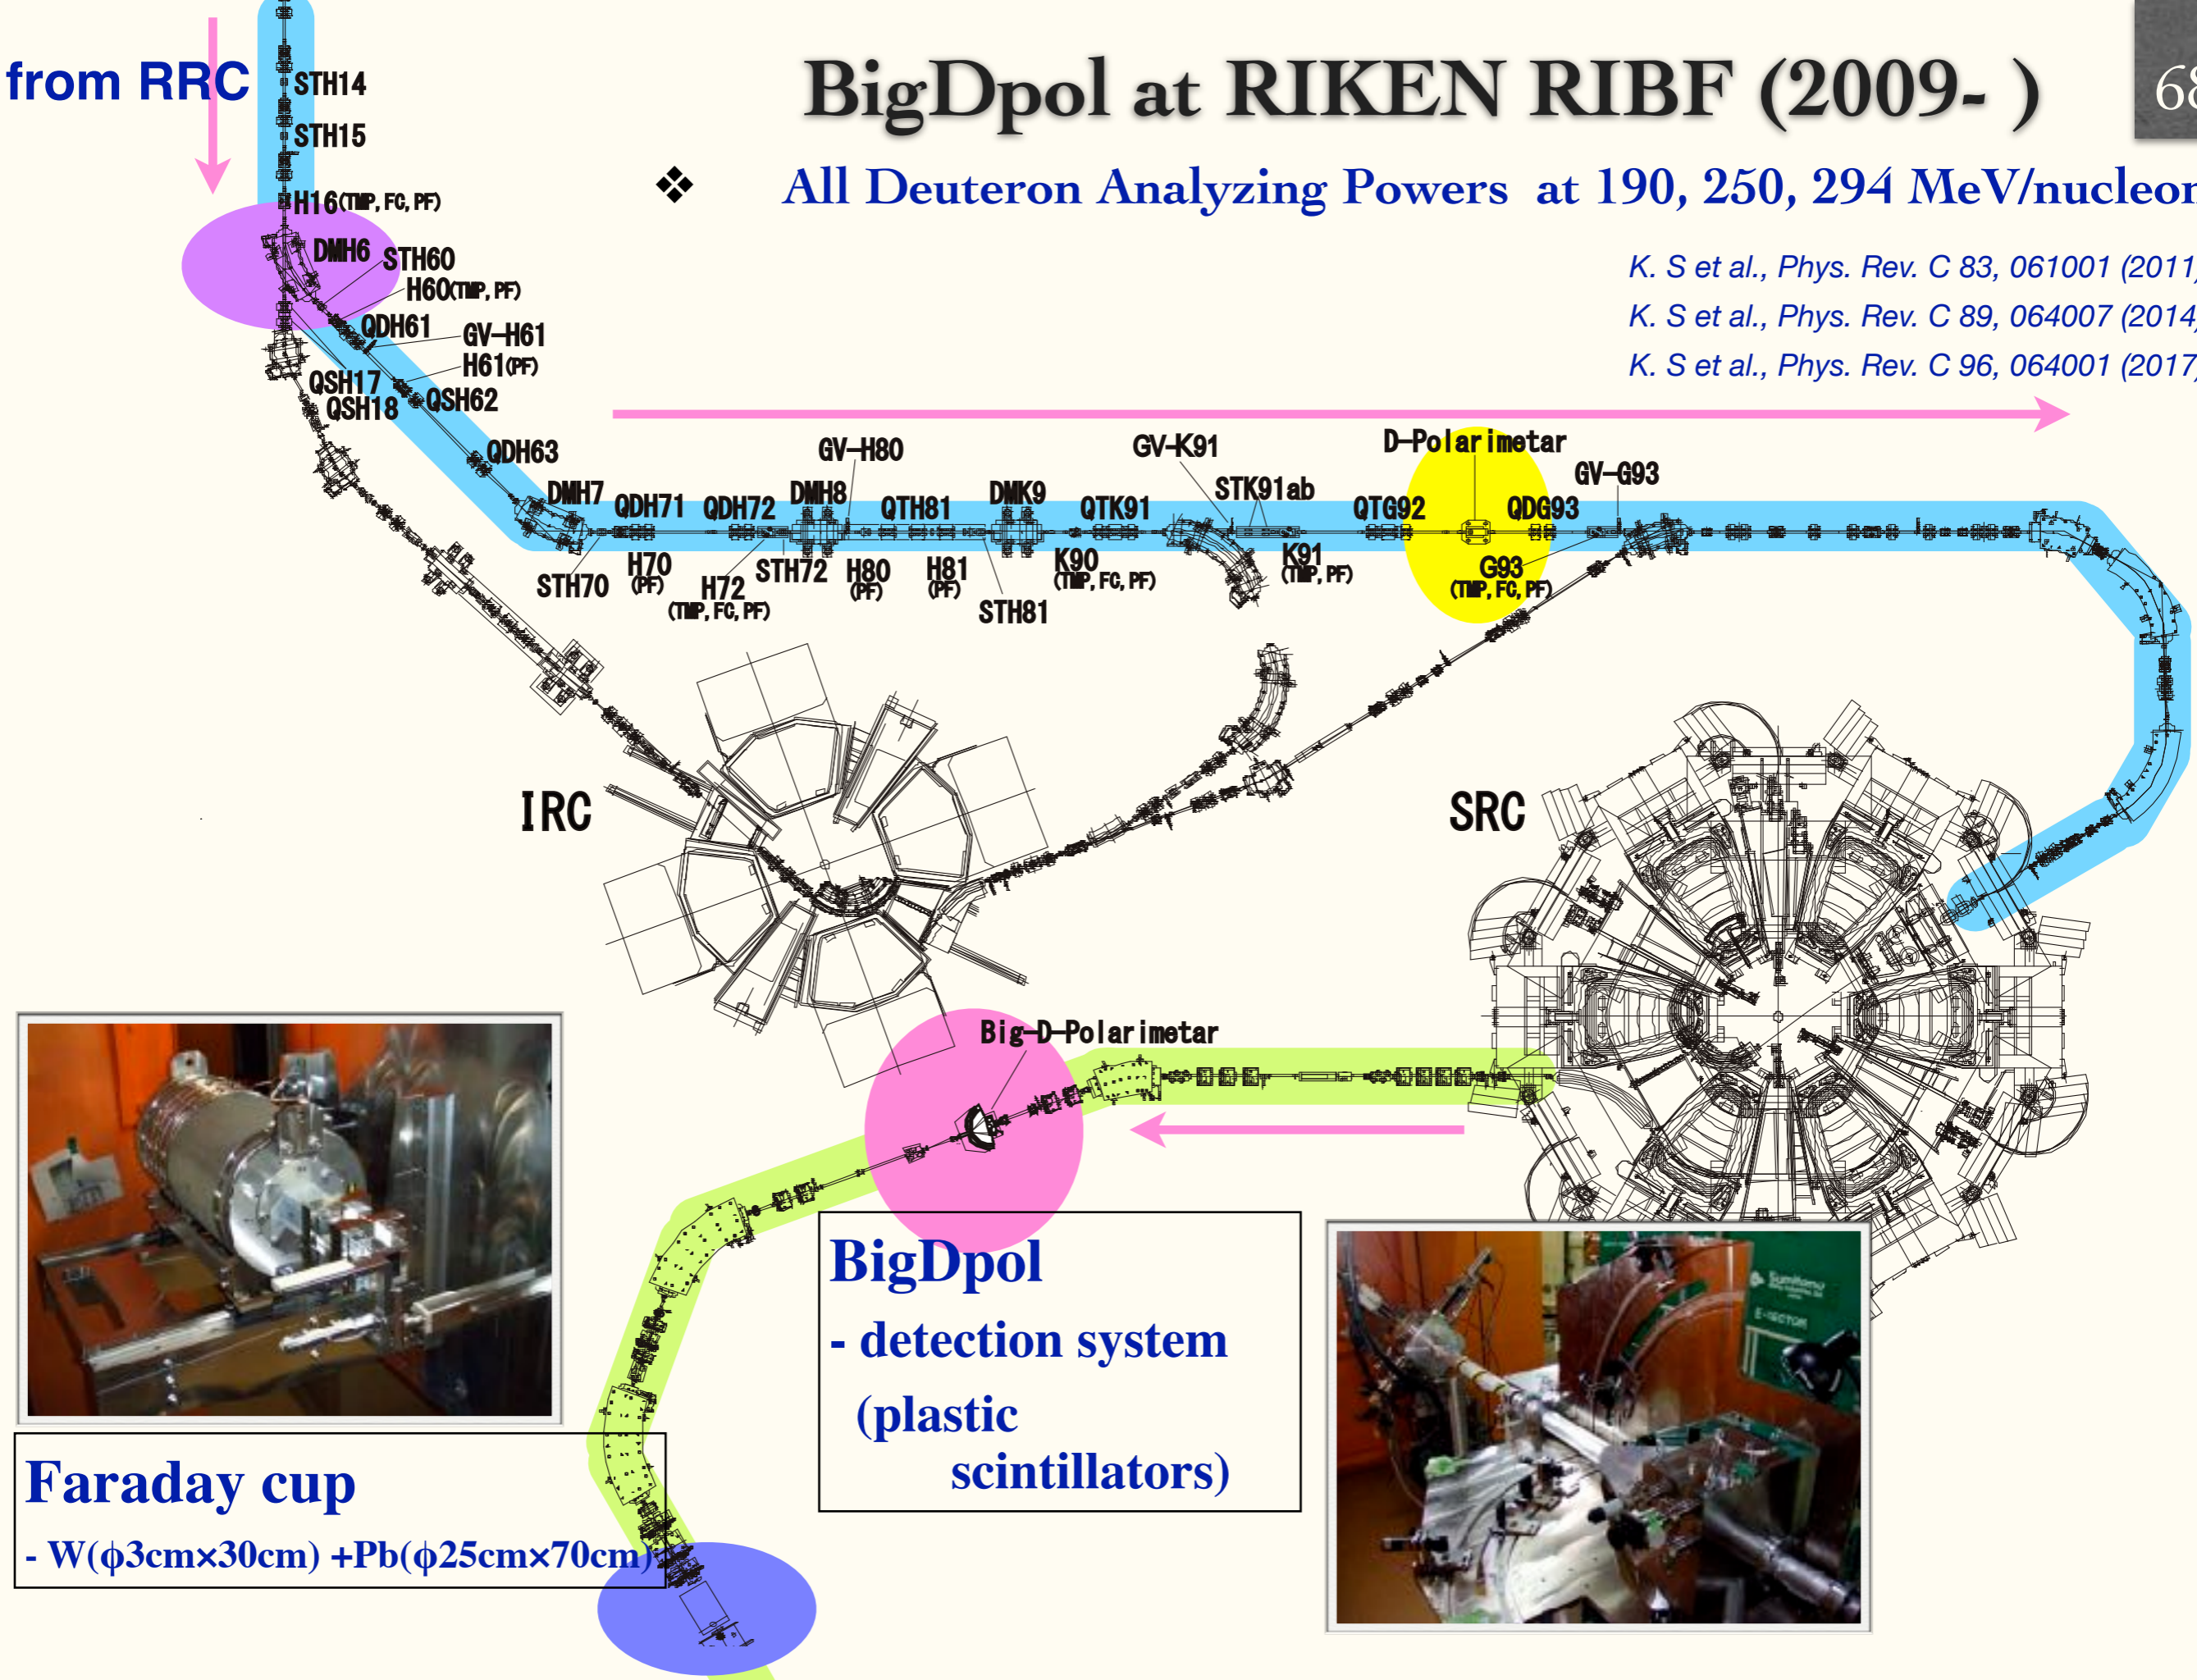 from RRC
BigDpol at RIKEN RIBF (2009- )
68
❖ All Deuteron Analyzing Powers at 190, 250, 294 MeV/nucleon
K. S et al., Phys. Rev. C 83, 061001 (2011)
K. S et al., Phys. Rev. C 89, 064007 (2014)
K. S et al., Phys. Rev. C 96, 064001 (2017)
STH14
STH15
H16(TMP, FC, PF)
DMH6
STH60
H60(TMP, PF)
QDH61
GV-H61
H61(PF)
QSH17
QSH62
QSH18
QDH63
DMH7
QDH71
QDH72
DMH8
GV-H80
QTH81
DMK9
QTK91
GV-K91
STK91ab
QTG92
D-Polarimetar
QDG93
GV-G93
STH70
H70
(PF)
H72
(TMP, FC, PF)
STH72
H80
(PF)
H81
(PF)
STH81
K90
(TMP, FC, PF)
K91
(TMP, PF)
G93
(TMP, FC, PF)
IRC
SRC
Big-D-Polarimetar
BigDpol
- detection system
(plastic
scintillators)
Faraday cup
- W(φ3cm×30cm) +Pb(φ25cm×70cm)
Sumitomo